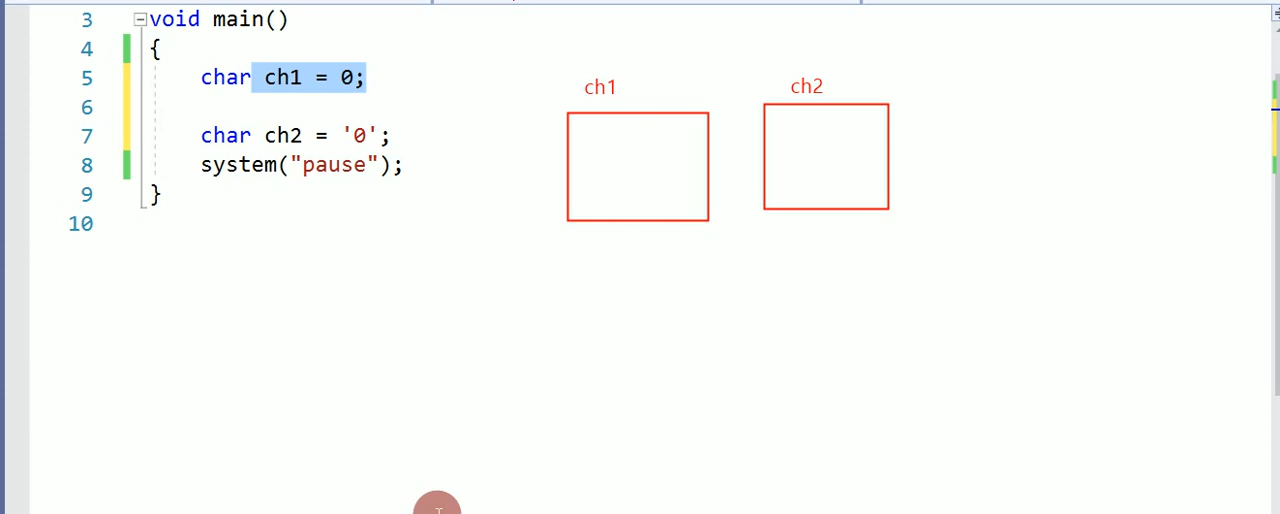 3 void main()
4 {
5 char ch1 = 0;
6
7 char ch2 = '0';
8 system("pause");
9 }
10
ch1
ch2